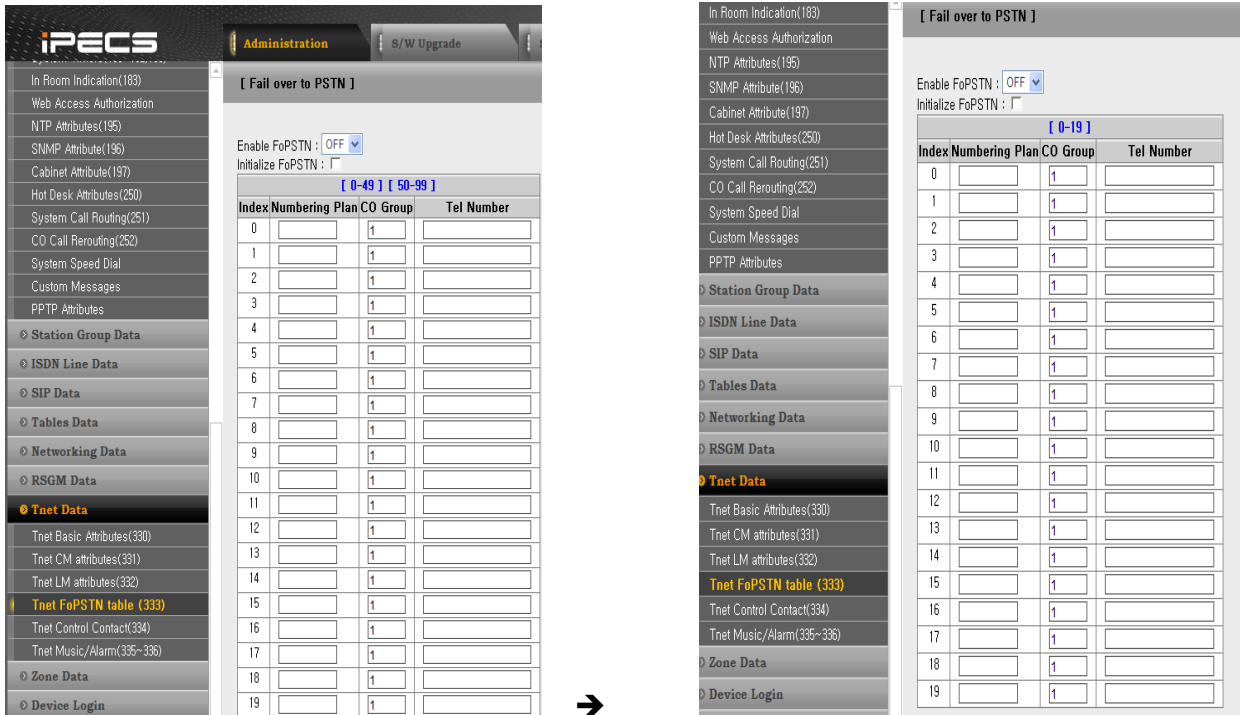 iPECS
Administration
S/W Upgrade
In Room Indication(183)
Web Access Authorization
NTP Attributes(195)
SNMP Attribute(196)
Cabinet Attribute(197)
Hot Desk Attributes(250)
System Call Routing(251)
CO Call Rerouting(252)
System Speed Dial
Custom Messages
PPTP Attributes
Station Group Data
ISDN Line Data
SIP Data
Tables Data
Networking Data
RSGM Data
Tnet Data
Tnet Basic Attributes(330)
Tnet CM attributes(331)
Tnet LM attributes(332)
Tnet FoPSTN table (333)
Tnet Control Contact(334)
Tnet Music/Alarm(335~336)
Zone Data
Device Login
[ Fail over to PSTN ]
Enable FoPSTN : OFF
Initialize FoPSTN :
[ 0-49 ] [ 50-99 ]
Index Numbering Plan CO Group Tel Number
0 1
1 1
2 1
3 1
4 1
5 1
6 1
7 1
8 1
9 1
10 1
11 1
12 1
13 1
14 1
15 1
16 1
17 1
18 1
19 1
➔
In Room Indication(183)
Web Access Authorization
NTP Attributes(195)
SNMP Attribute(196)
Cabinet Attribute(197)
Hot Desk Attributes(250)
System Call Routing(251)
CO Call Rerouting(252)
System Speed Dial
Custom Messages
PPTP Attributes
Station Group Data
ISDN Line Data
SIP Data
Tables Data
Networking Data
RSGM Data
Tnet Data
Tnet Basic Attributes(330)
Tnet CM attributes(331)
Tnet LM attributes(332)
Tnet FoPSTN table (333)
Tnet Control Contact(334)
Tnet Music/Alarm(335~336)
Zone Data
Device Login
[ Fail over to PSTN ]
Enable FoPSTN : OFF
Initialize FoPSTN :
[ 0-19 ]
Index Numbering Plan CO Group Tel Number
0 1
1 1
2 1
3 1
4 1
5 1
6 1
7 1
8 1
9 1
10 1
11 1
12 1
13 1
14 1
15 1
16 1
17 1
18 1
19 1